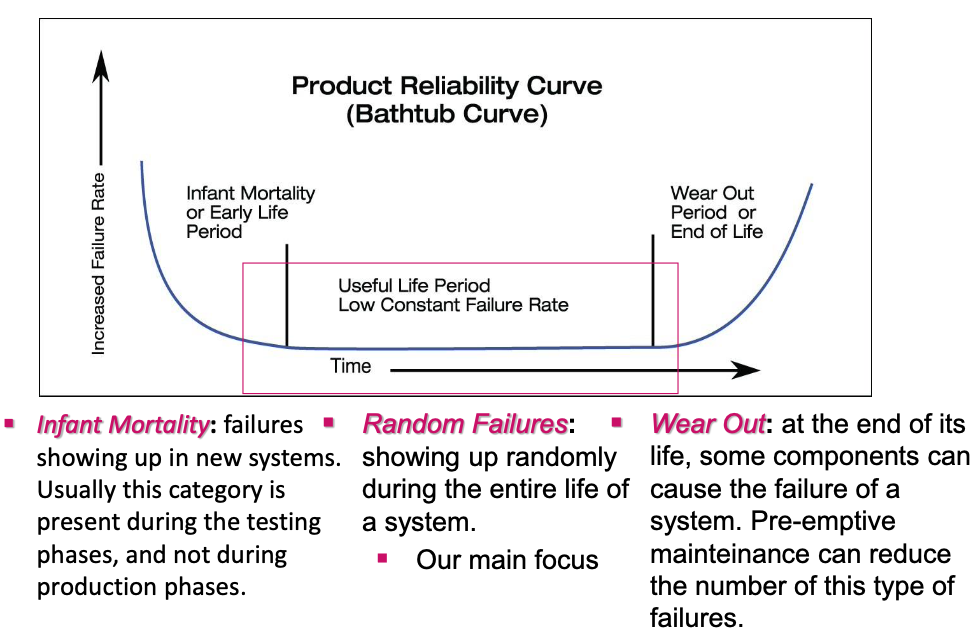 Product Reliability Curve
(Bathtub Curve)
Increased Failure Rate
Infant Mortality
or Early Life
Period
Useful Life Period
Low Constant Failure Rate
Wear Out
Period or
End of Life
Time
▪ Infant Mortality: failures
showing up in new systems.
Usually this category is
present during the testing
phases, and not during
production phases.
▪ Random Failures:
showing up randomly
during the entire life of
a system.
▪ Our main focus
▪ Wear Out: at the end of its
life, some components can
cause the failure of a
system. Pre-emptive
mainteinance can reduce
the number of this type of
failures.